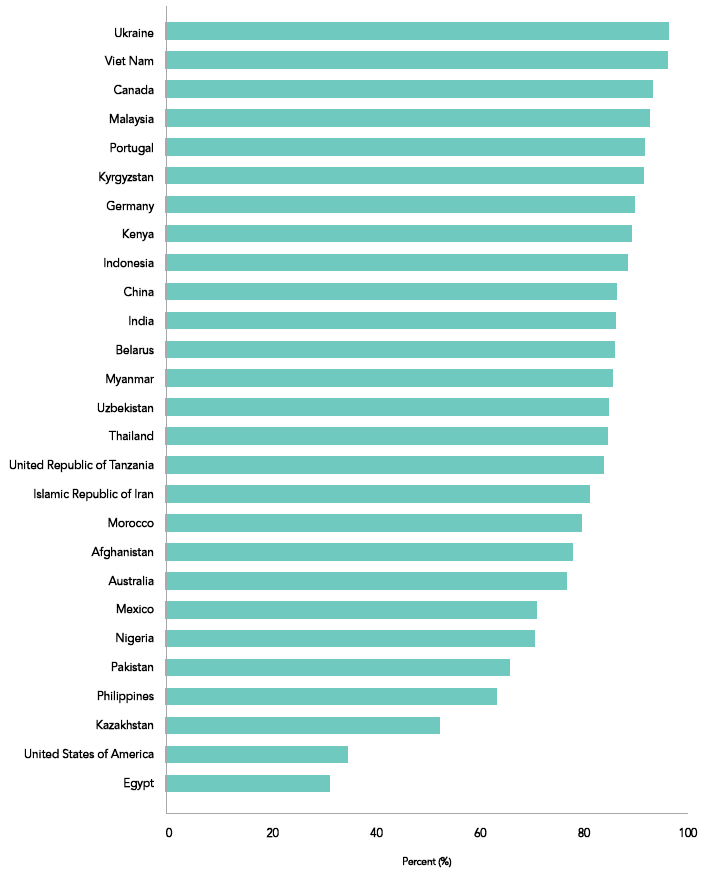 Ukraine
Viet Nam
Canada
Malaysia
Portugal
Kyrgyzstan
Germany
Kenya
Indonesia
China
India
Belarus
Myanmar
Uzbekistan
Thailand
United Republic of Tanzania
Islamic Republic of Iran
Morocco
Afghanistan
Australia
Mexico
Nigeria
Pakistan
Philippines
Kazakhstan
United States of America
Egypt
0 20 40 60 80 100
Percent (%)